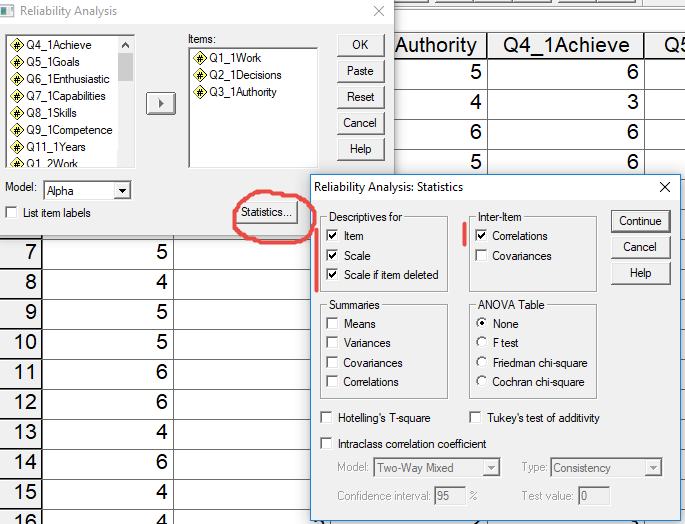 Reliability Analysis
Items:
Q4_1Achieve
Q5_1Goals
Q6_1Enthusiastic
Q7_1Capabilities
Q8_1Skills
Q9_1Competence
Q11_1Years
Q1_2Work
Q1_1Work
Q2_1Decisions
Q3_1Authority
OK
Paste
Reset
Cancel
Help
Model: Alpha
List item labels
Statistics...
Authority Q4_1Achieve Q5
5 6
4 3
6 6
5 6
7 5
8 4
9 5
10 5
11 6
12 6
13 4
14 6
15 4
16 4
Reliability Analysis: Statistics
Descriptives for
Item
Scale
Scale if item deleted
Inter-Item
Correlations
Covariances
Continue
Cancel
Help
Summaries
Means
Variances
Covariances
Correlations
ANOVA Table
None
F test
Friedman chi-square
Cochran chi-square
Hotelling's T-square
Tukey's test of additivity
Intraclass correlation coefficient
Model: Two-Way Mixed
Type: Consistency
Confidence interval: 95 %
Test value: 0